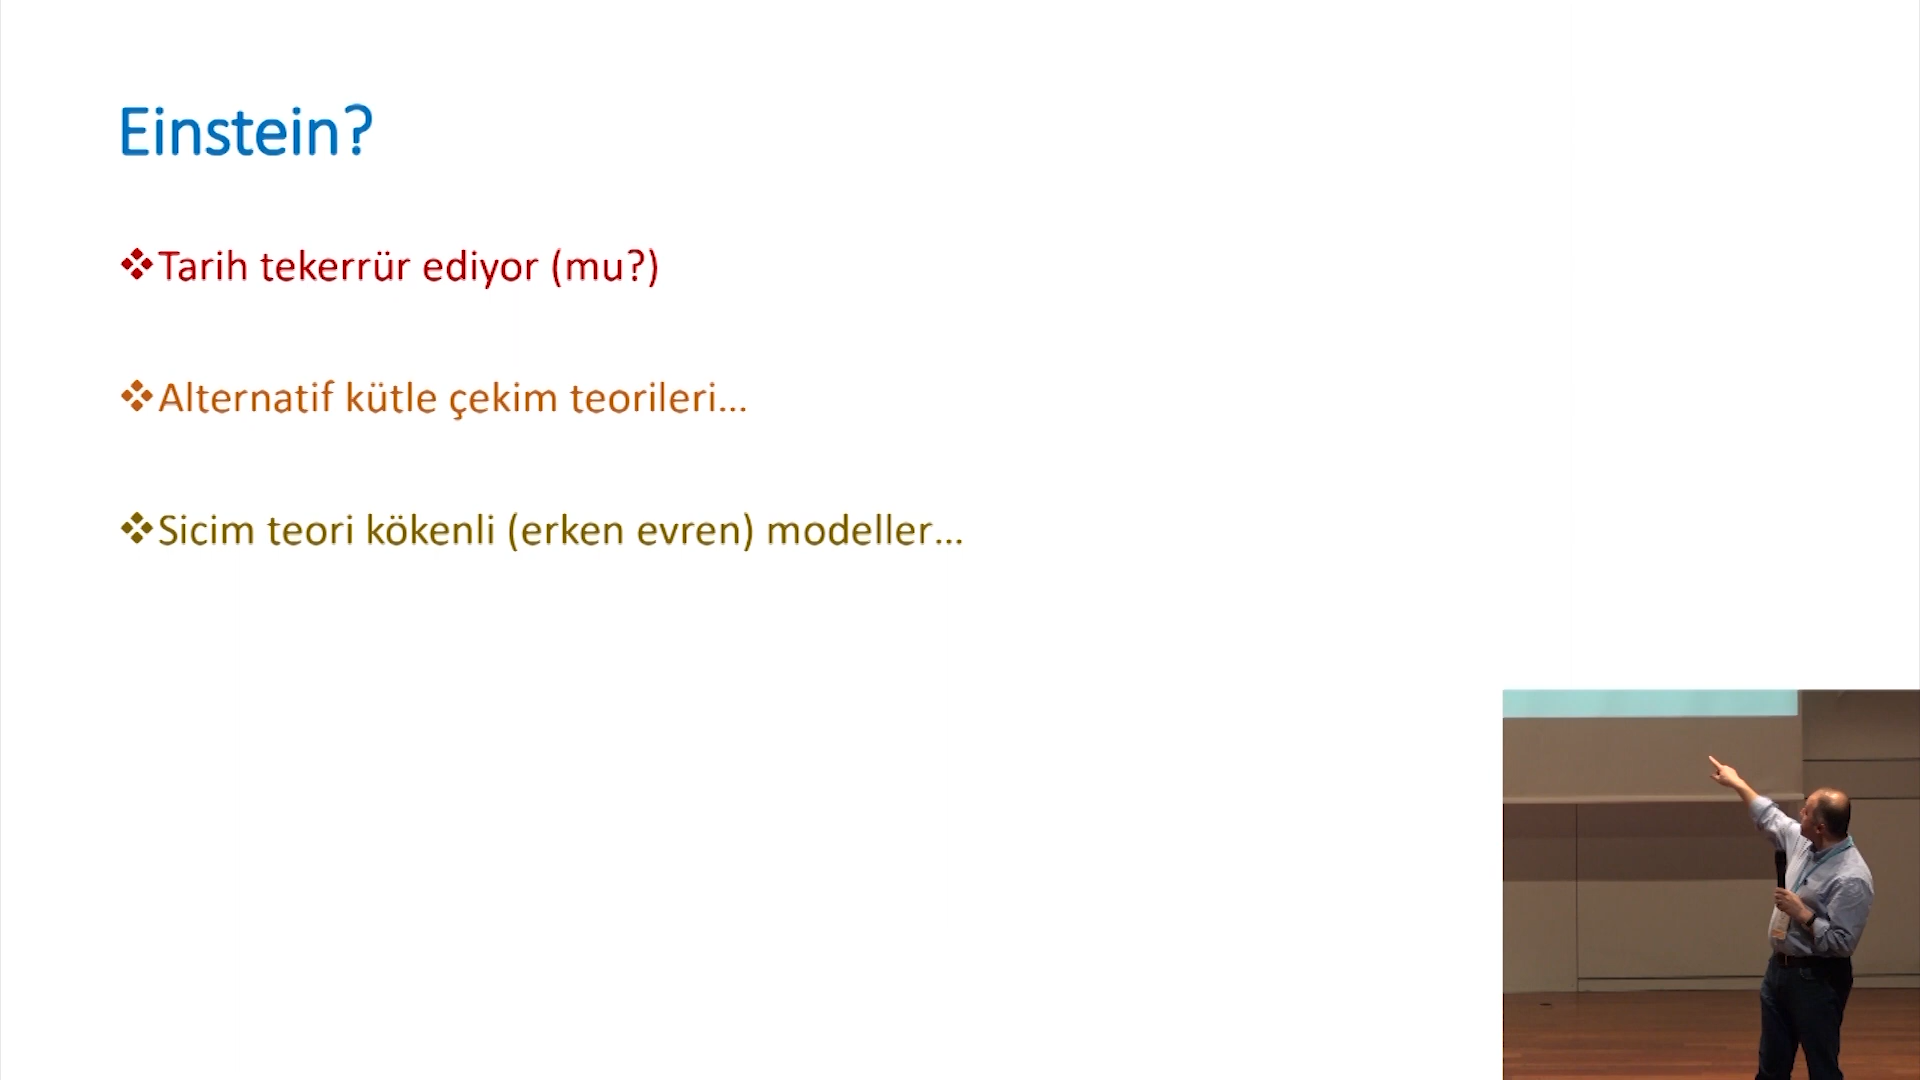 Einstein?
❖Tarih tekerrür ediyor (mu?)
❖Alternatif kütle çekim teorileri...
❖Sicim teori kökenli (erken evren) modeller...